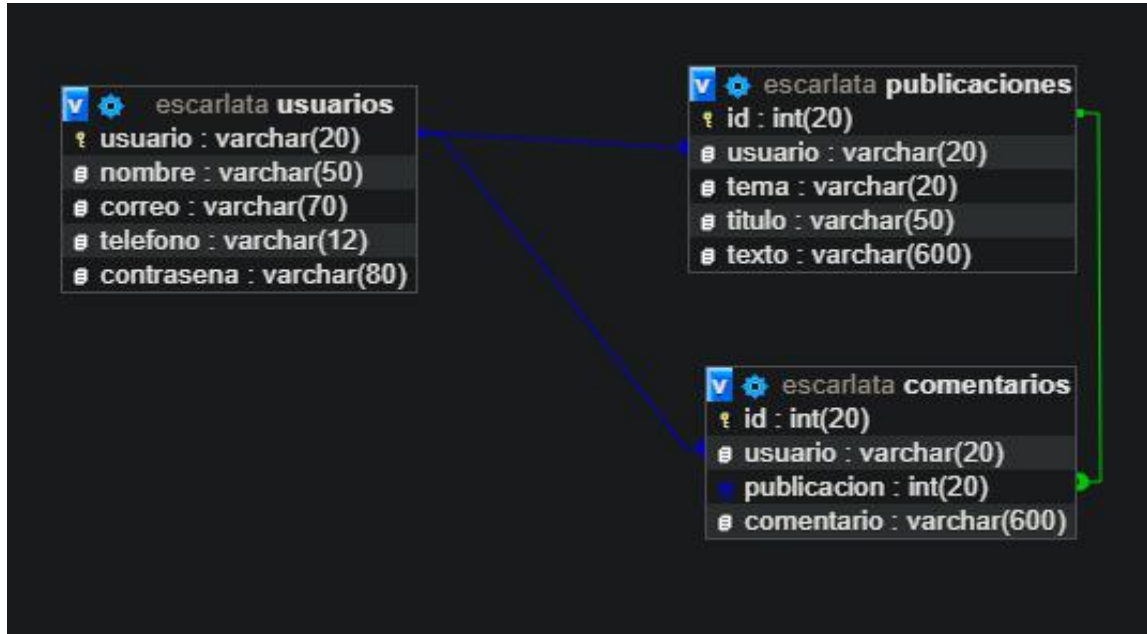 v escarlata usuarios
usuario : varchar(20)
nombre : varchar(50)
correo : varchar(70)
telefono : varchar(12)
contrasena : varchar(80)
v escarlata publicaciones
id : int(20)
usuario : varchar(20)
tema : varchar(20)
titulo : varchar(50)
texto : varchar(600)
v escarlata comentarios
id : int(20)
usuario : varchar(20)
publicacion : int(20)
comentario : varchar(600)